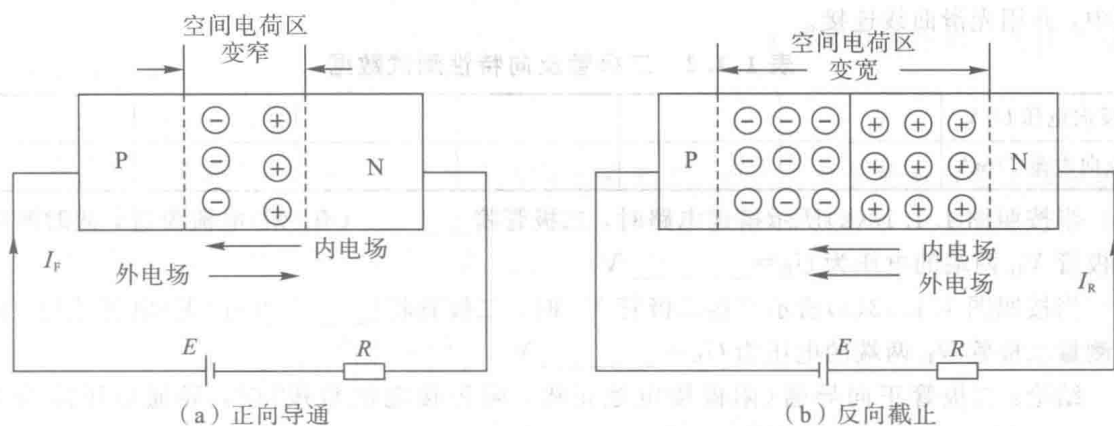 空间电荷区
变窄
P
N
内电场
外电场
I_F
E
R
(a) 正向导通
空间电荷区
变宽
P
N
内电场
外电场
I_R
E
R
(b) 反向截止